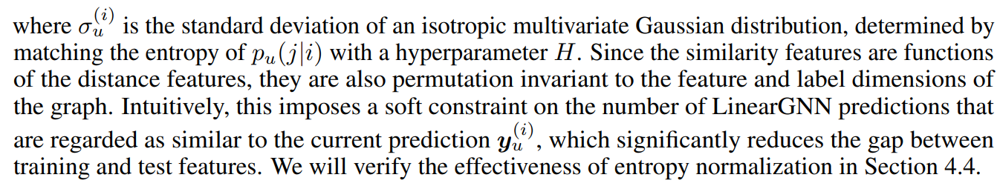 where σ_u^{(i)} is the standard deviation of an isotropic multivariate Gaussian distribution, determined by
matching the entropy of p_u(j|i) with a hyperparameter H. Since the similarity features are functions
of the distance features, they are also permutation invariant to the feature and label dimensions of
the graph. Intuitively, this imposes a soft constraint on the number of LinearGNN predictions that
are regarded as similar to the current prediction y_u^{(i)}, which significantly reduces the gap between
training and test features. We will verify the effectiveness of entropy normalization in Section 4.4.